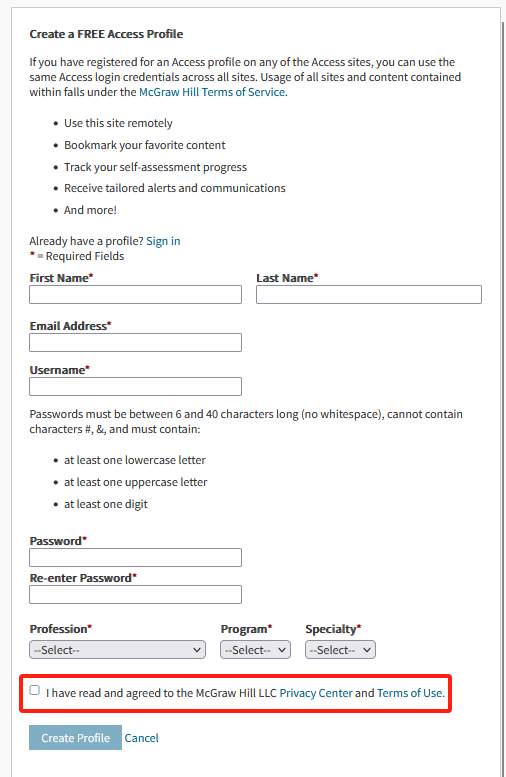 Create a FREE Access Profile
If you have registered for an Access profile on any of the Access sites, you can use the
same Access login credentials across all sites. Usage of all sites and content contained
within falls under the McGraw Hill Terms of Service.
• Use this site remotely
• Bookmark your favorite content
• Track your self-assessment progress
• Receive tailored alerts and communications
• And more!
Already have a profile? Sign in
* = Required Fields
First Name* Last Name*
Email Address*
Username*
Passwords must be between 6 and 40 characters long (no whitespace), cannot contain
characters #, &, and must contain:
• at least one lowercase letter
• at least one uppercase letter
• at least one digit
Password*
Re-enter Password*
Profession* Program* Specialty*
--Select-- --Select-- --Select--
I have read and agreed to the McGraw Hill LLC Privacy Center and Terms of Use.
Create Profile Cancel